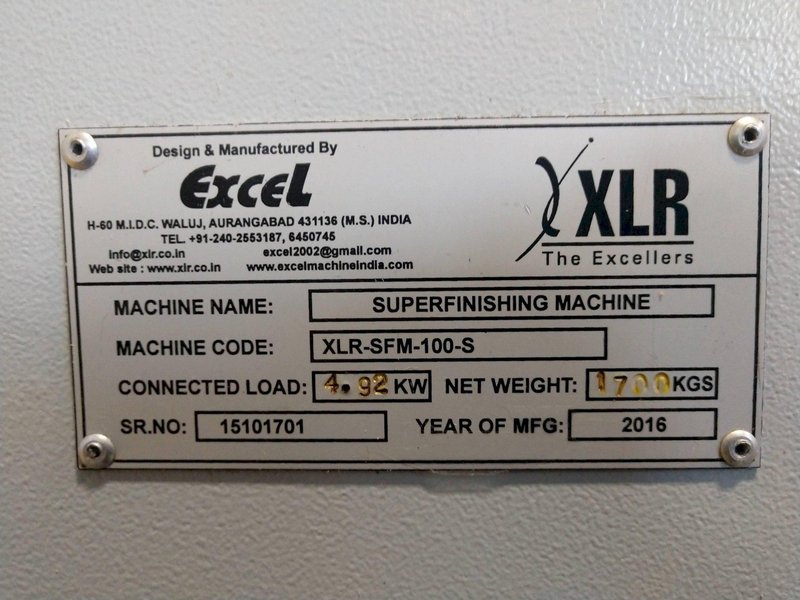 Design & Manufactured By
Excel
H-60 M.I.D.C. WALUJ, AURANGABAD 431136 (M.S.) INDIA
TEL. +91-240-2553187, 6450745
info@xlr.co.in excel2002@gmail.com
Web site : www.xlr.co.in www.excelmachineindia.com
XLR
The Excellers
MACHINE NAME: SUPERFINISHING MACHINE
MACHINE CODE: XLR-SFM-100-S
CONNECTED LOAD: 4.92 KW NET WEIGHT: 1700 KGS
SR.NO: 15101701 YEAR OF MFG: 2016